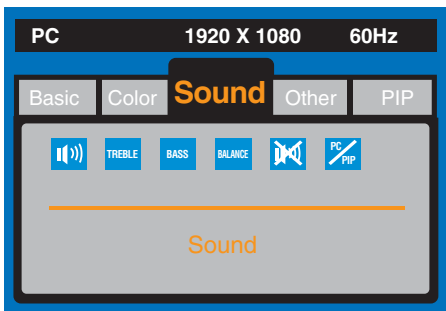 PC 1920 X 1080 60Hz
Basic Color Sound Other PIP
TREBLE BASS BALANCE PC/PIP
Sound